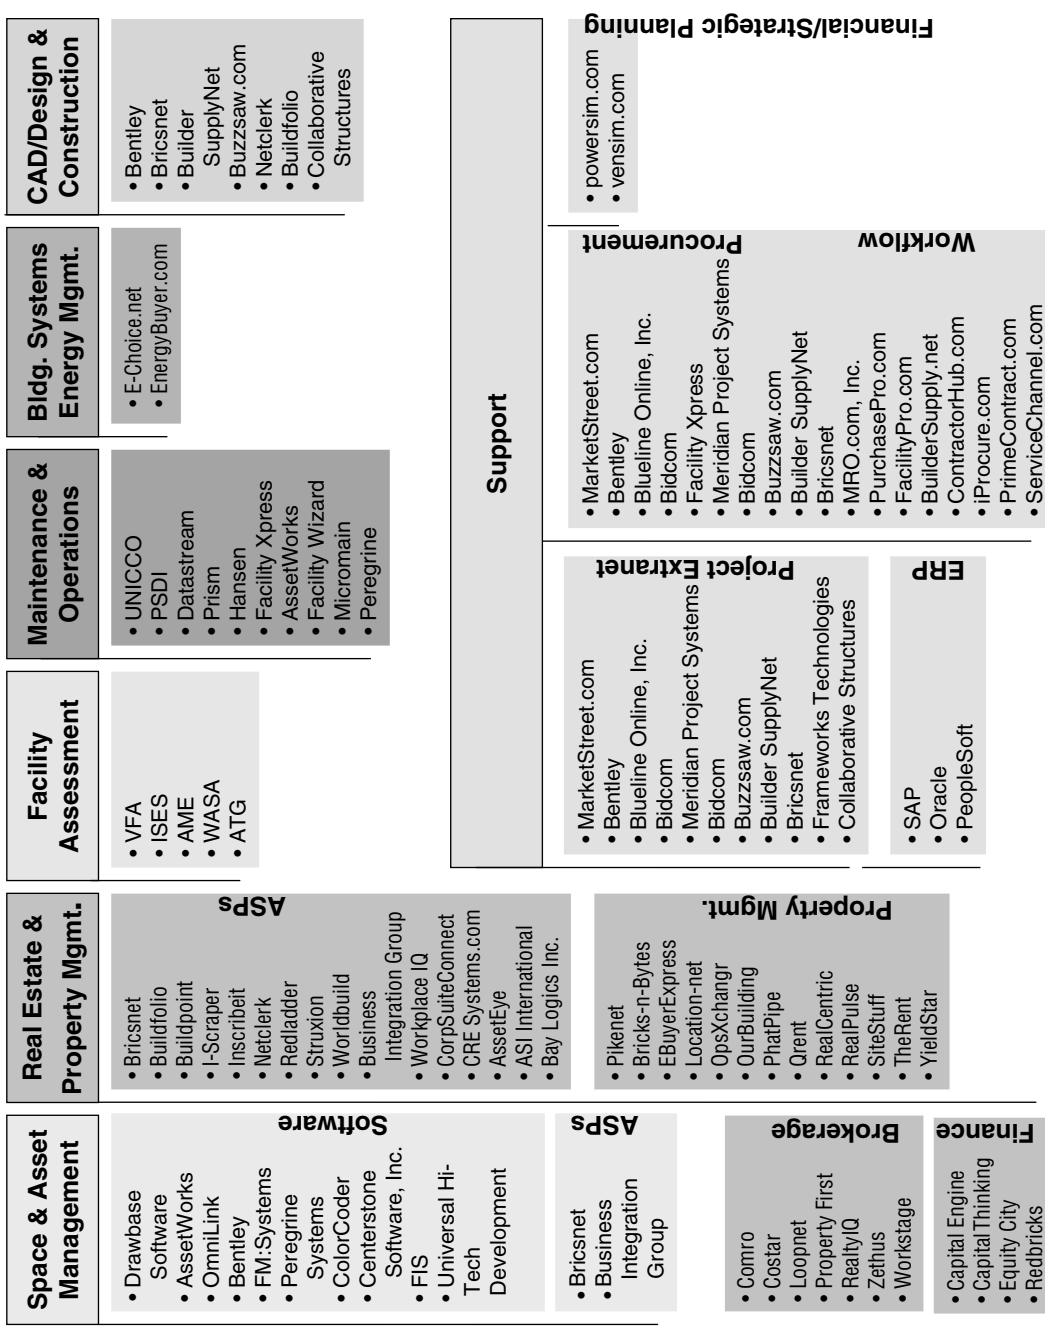 Space & Asset
Management
• Drawbase
Software
• AssetWorks
• OmniLink
• Bentley
• FM:Systems
• Peregrine
Systems
• ColorCoder
• Centerstone
Software, Inc.
• FIS
• Universal Hi-
Tech
Development
Software
• Bricsnet
• Business
Integration
Group
ASPs
• Comro
• Costar
• Loopnet
• Property First
• RealtyIQ
• Zethus
• Workstage
Brokerage
• Capital Engine
• Capital Thinking
• Equity City
• Redbricks
Finance
Real Estate &
Property Mgmt.
• Bricsnet
• Buildfolio
• Buildpoint
• I-Scraper
• Inscribeit
• Netclerk
• Redladder
• Struxion
• Worldbuild
• Business
Integration Group
• Workplace IQ
• CorpSuiteConnect
• CRE Systems.com
• AssetEye
• ASI International
• Bay Logics Inc.
ASPs
• Pikenet
• Bricks-n-Bytes
• EBuyerExpress
• Location-net
• OpsXchangr
• OurBuilding
• PhatPipe
• Qrent
• RealCentric
• RealPulse
• SiteStuff
• TheRent
• YieldStar
Property Mgmt.
Facility
Assessment
• VFA
• ISES
• AME
• WASA
• ATG
Maintenance &
Operations
• UNICCO
• PSDI
• Datastream
• Prism
• Hansen
• Facility Xpress
• AssetWorks
• Facility Wizard
• Micromain
• Peregrine
Bldg. Systems
Energy Mgmt.
• E-Choice.net
• EnergyBuyer.com
CAD/Design &
Construction
• Bentley
• Bricsnet
• Builder
SupplyNet
• Buzzsaw.com
• Netclerk
• Buildfolio
• Collaborative
Structures
Support
• MarketStreet.com
• Bentley
• Blueline Online, Inc.
• Bidcom
• Meridian Project Systems
• Bidcom
• Buzzsaw.com
• Builder SupplyNet
• Bricsnet
• Frameworks Technologies
• Collaborative Structures
Project Extranet
• SAP
• Oracle
• PeopleSoft
ERP
• MarketStreet.com
• Bentley
• Blueline Online, Inc.
• Bidcom
• Facility Xpress
• Meridian Project Systems
• Bidcom
• Buzzsaw.com
• Builder SupplyNet
• Bricsnet
• MRO.com, Inc.
• PurchasePro.com
• FacilityPro.com
• BuilderSupply.net
• ContractorHub.com
• iProcure.com
• PrimeContract.com
• ServiceChannel.com
Procurement
Workflow
• powersim.com
• vensim.com
Financial/Strategic Planning